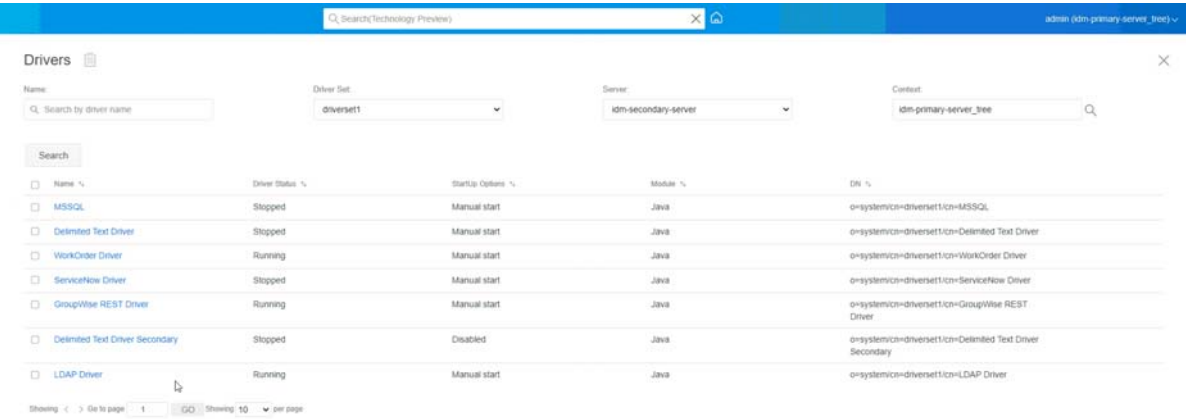 Search(Technology Preview)
admin (idm-primary-server_tree)
Drivers
Name: Driver Set: Server: Context:
Search by driver name driverset1 idm-secondary-server idm-primary-server_tree
Search
Name Driver Status StartUp Options Module DN
MSSQL Stopped Manual start Java o=system/cn=driverset1/cn=MSSQL
Delimited Text Driver Stopped Manual start Java o=system/cn=driverset1/cn=Delimited Text Driver
WorkOrder Driver Running Manual start Java o=system/cn=driverset1/cn=WorkOrder Driver
ServiceNow Driver Stopped Manual start Java o=system/cn=driverset1/cn=ServiceNow Driver
GroupWise REST Driver Running Manual start Java o=system/cn=driverset1/cn=GroupWise REST
Driver
Delimited Text Driver Secondary Stopped Disabled Java o=system/cn=driverset1/cn=Delimited Text Driver
Secondary
LDAP Driver Running Manual start Java o=system/cn=driverset1/cn=LDAP Driver
Showing < > Go to page 1 GO Showing 10 per page